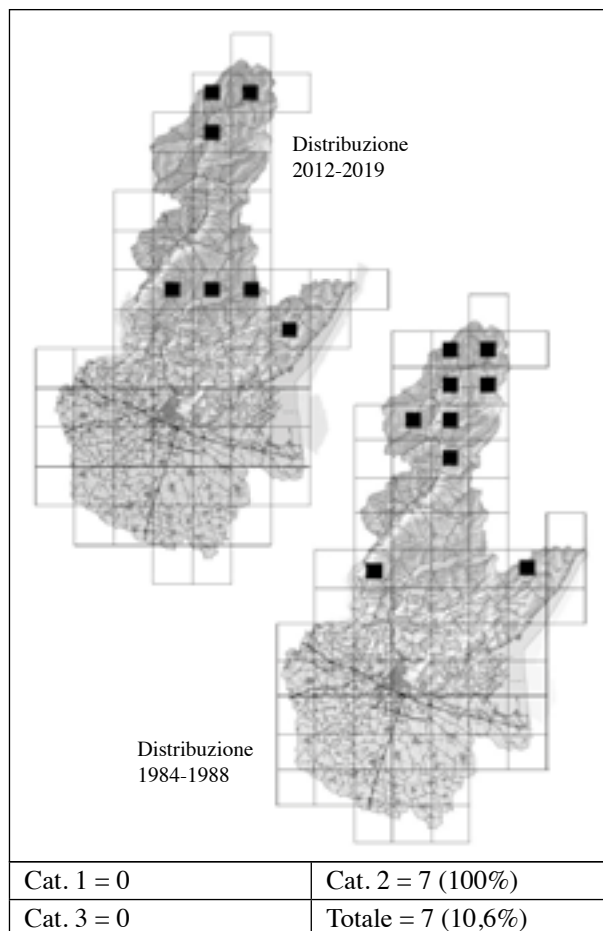 Distribuzione
2012-2019
Distribuzione
1984-1988
Cat. 1 = 0
Cat. 2 = 7 (100%)
Cat. 3 = 0
Totale = 7 (10,6%)